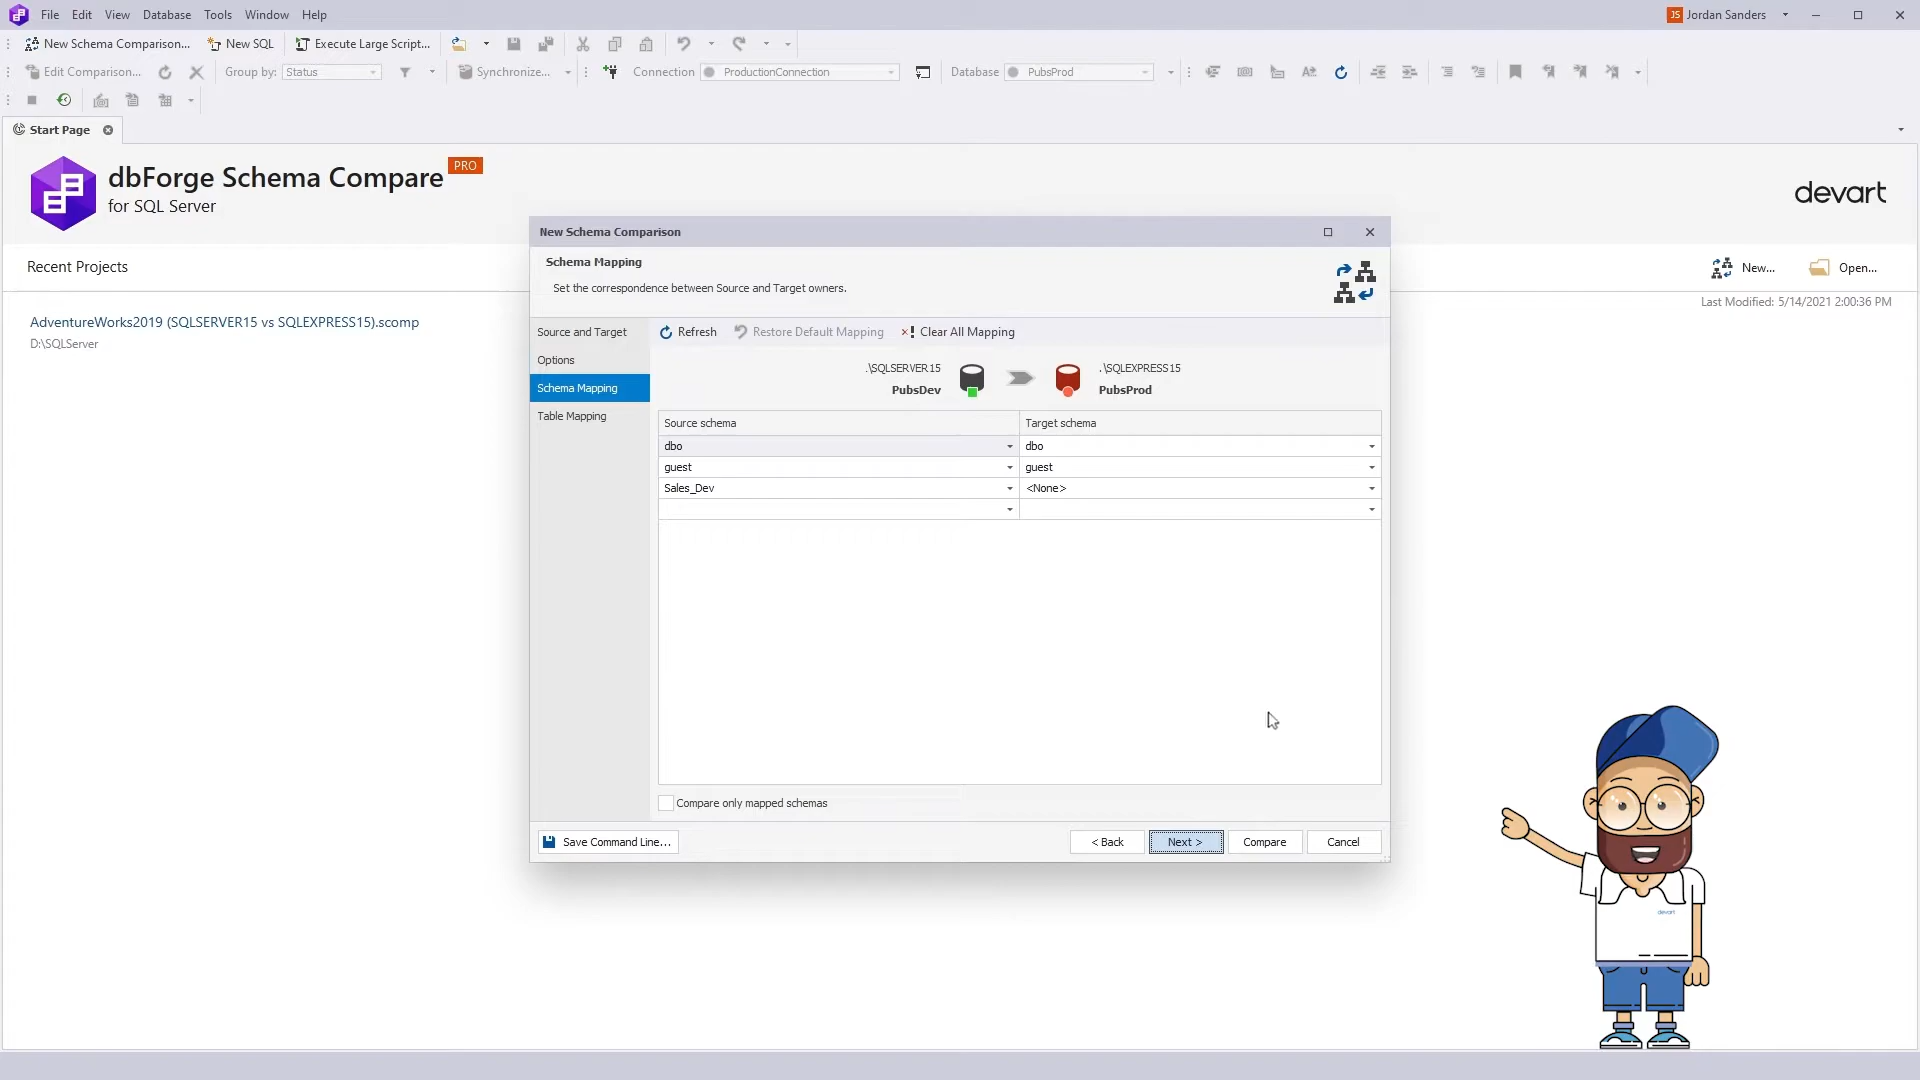 File Edit View Database Tools Window Help
JS Jordan Sanders
New Schema Comparison... New SQL Execute Large Script...
Edit Comparison... Group by: Status Synchronize... Connection ProductionConnection Database PubsProd
Start Page
dbForge Schema Compare PRO
for SQL Server
devart
Recent Projects
New... Open...
Last Modified: 5/14/2021 2:00:36 PM
AdventureWorks2019 (SQLSERVER15 vs SQLEXPRESS15).scomp
D:\SQLServer
New Schema Comparison
Schema Mapping
Set the correspondence between Source and Target owners.
Source and Target
Options
Schema Mapping
Table Mapping
Refresh Restore Default Mapping Clear All Mapping
.\SQLSERVER15 .\SQLEXPRESS15
PubsDev PubsProd
Source schema Target schema
dbo dbo
guest guest
Sales_Dev <None>
Compare only mapped schemas
Save Command Line... < Back Next > Compare Cancel
devart